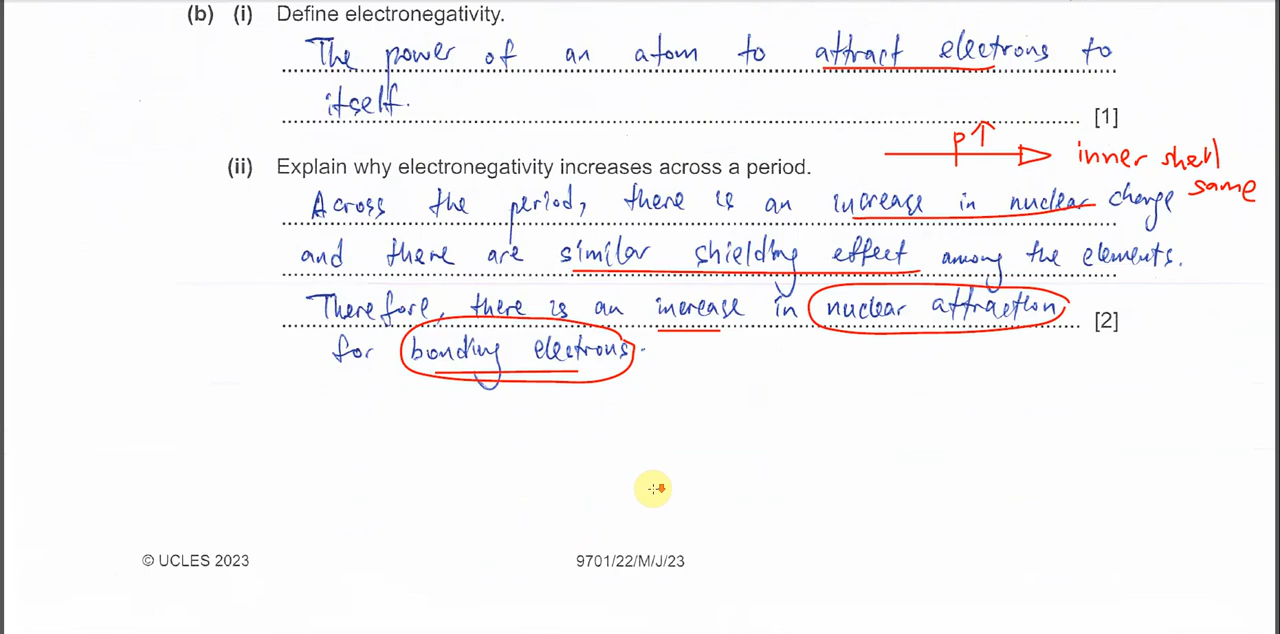 (b) (i) Define electronegativity.
The power of an atom to attract electrons to
itself.
[1]
p↑
inner shell
same
(ii) Explain why electronegativity increases across a period.
Across the period, there is an increase in nuclear charge
and there are similar shielding effect among the elements.
Therefore, there is an increase in nuclear attraction [2]
for bonding electrons.
© UCLES 2023 9701/22/M/J/23